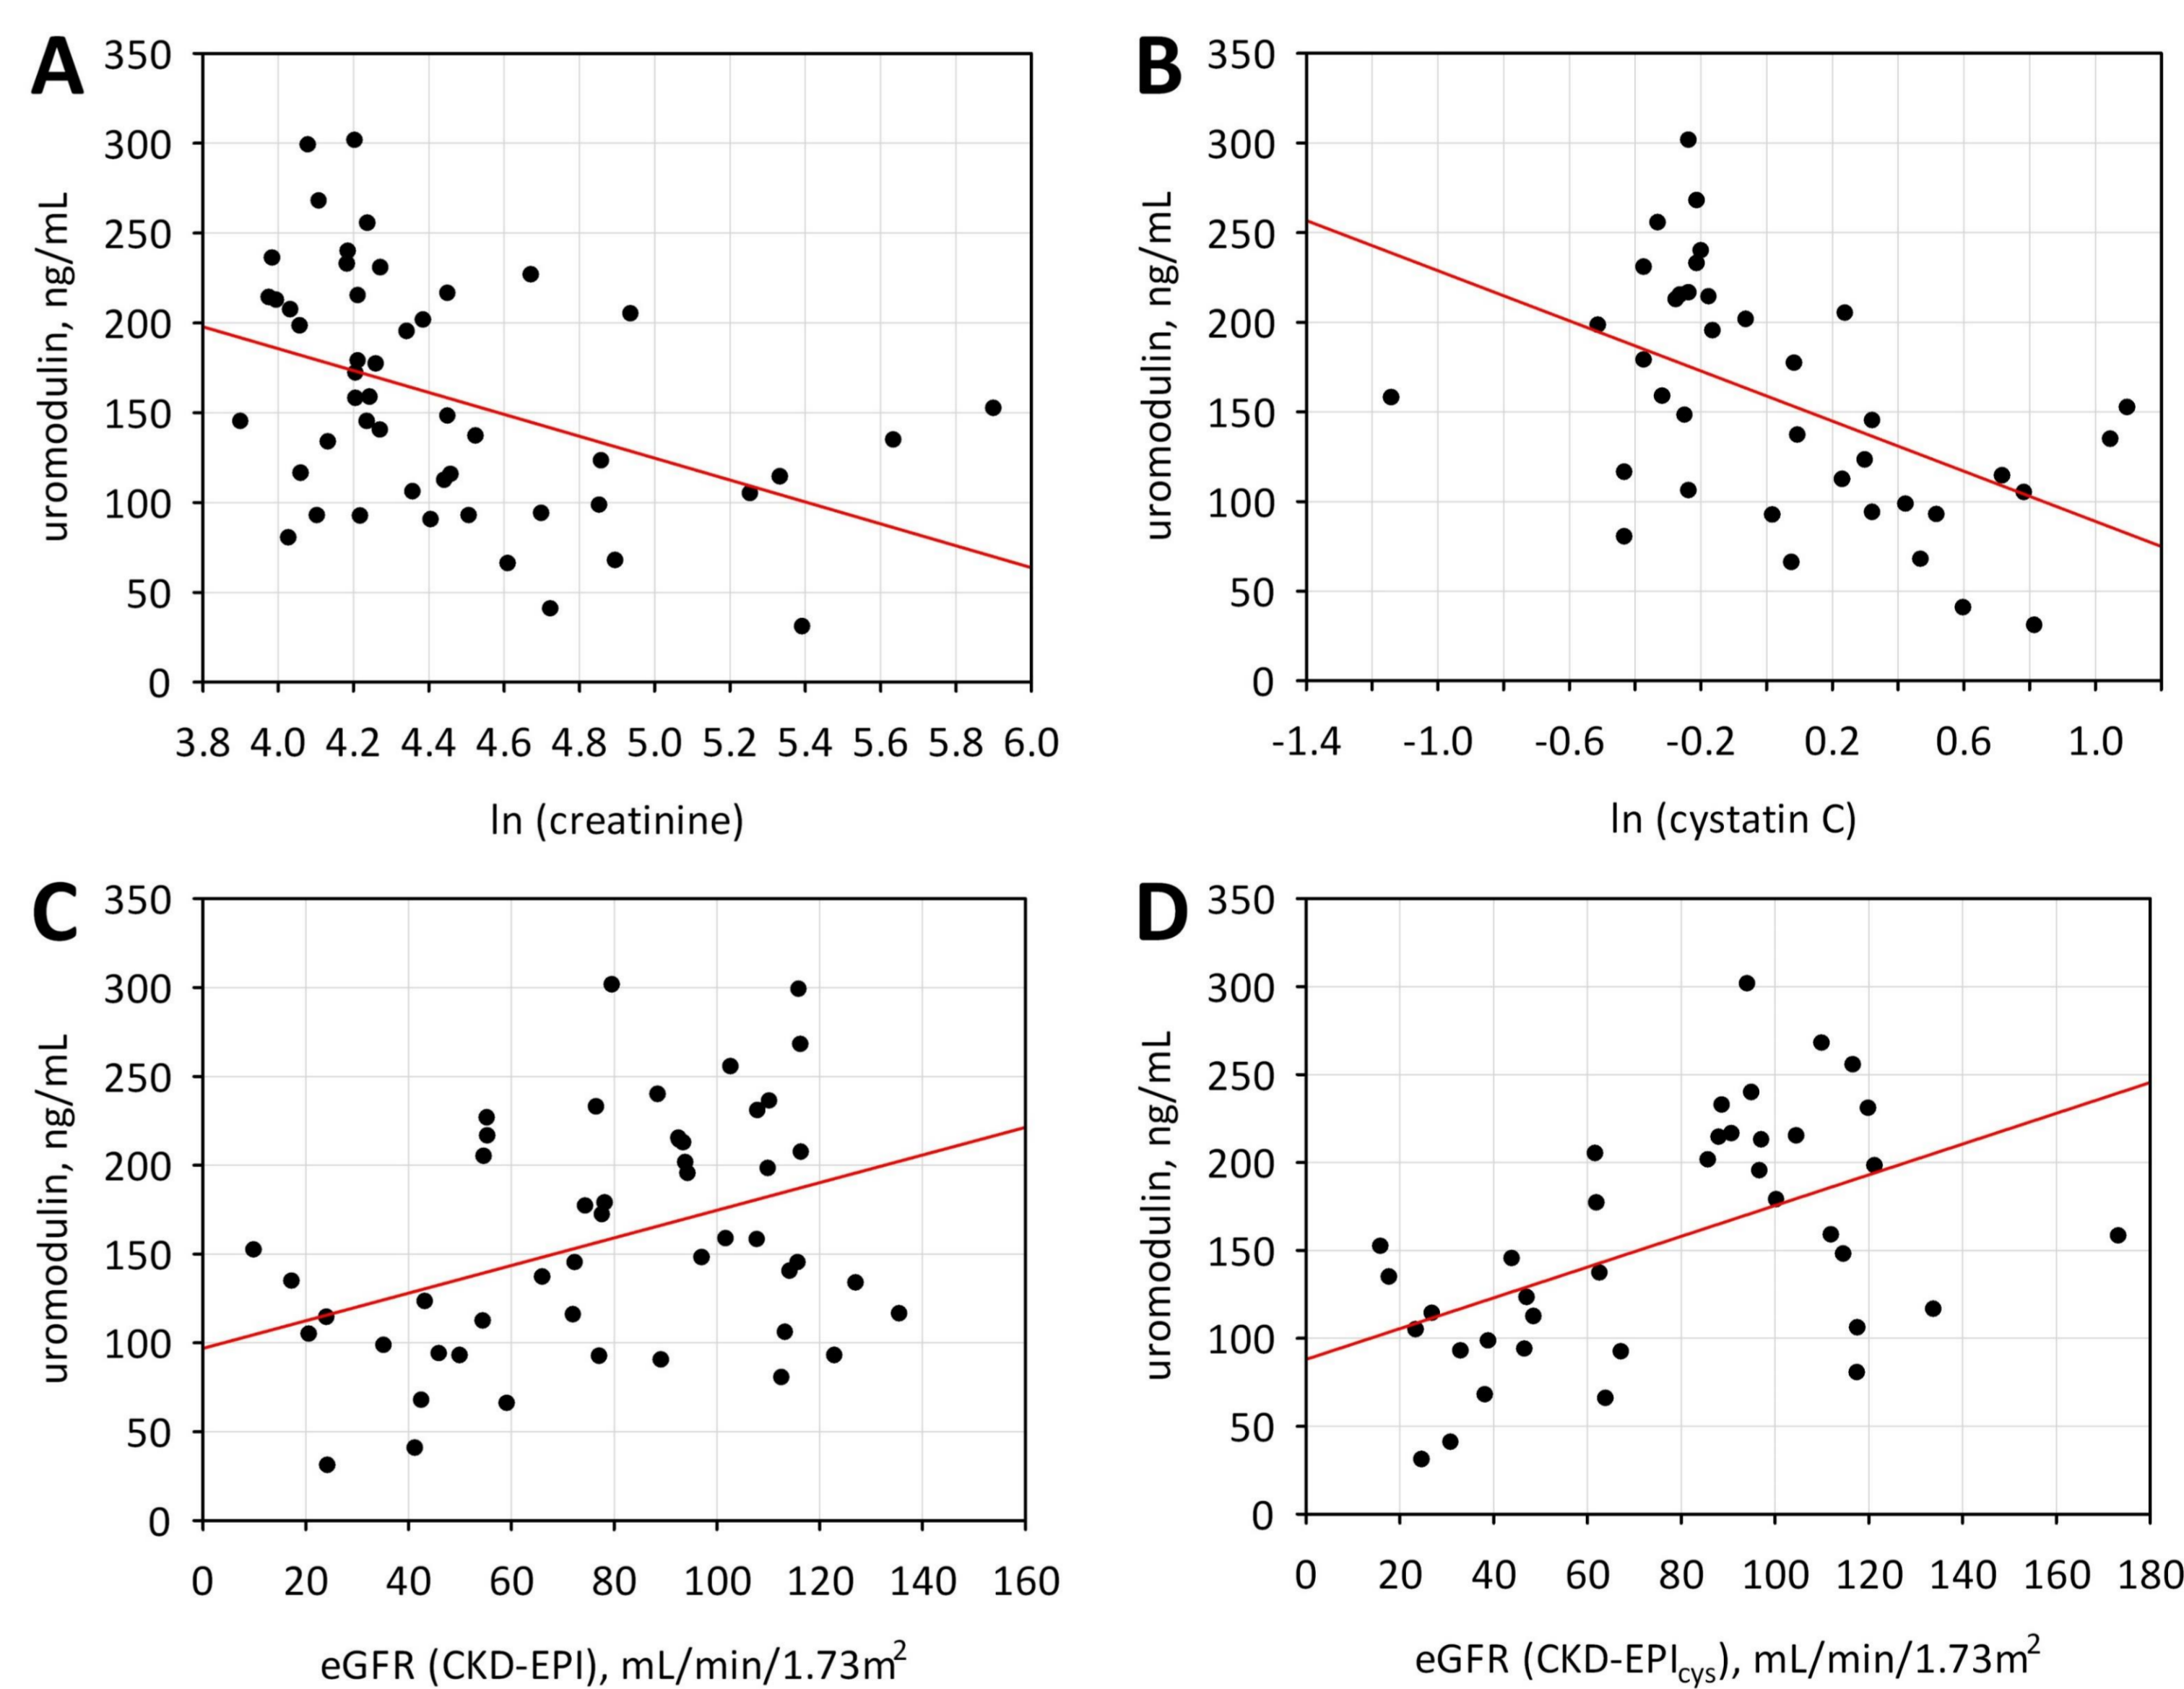 A
350
300
250
200
150
100
50
0
uromodulin, ng/mL
3.8 4.0 4.2 4.4 4.6 4.8 5.0 5.2 5.4 5.6 5.8 6.0
ln (creatinine)
B
350
300
250
200
150
100
50
0
uromodulin, ng/mL
-1.4 -1.0 -0.6 -0.2 0.2 0.6 1.0
ln (cystatin C)
C
350
300
250
200
150
100
50
0
uromodulin, ng/mL
0 20 40 60 80 100 120 140 160
eGFR (CKD-EPI), mL/min/1.73m²
D
350
300
250
200
150
100
50
0
uromodulin, ng/mL
0 20 40 60 80 100 120 140 160 180
eGFR (CKD-EPIcys), mL/min/1.73m²